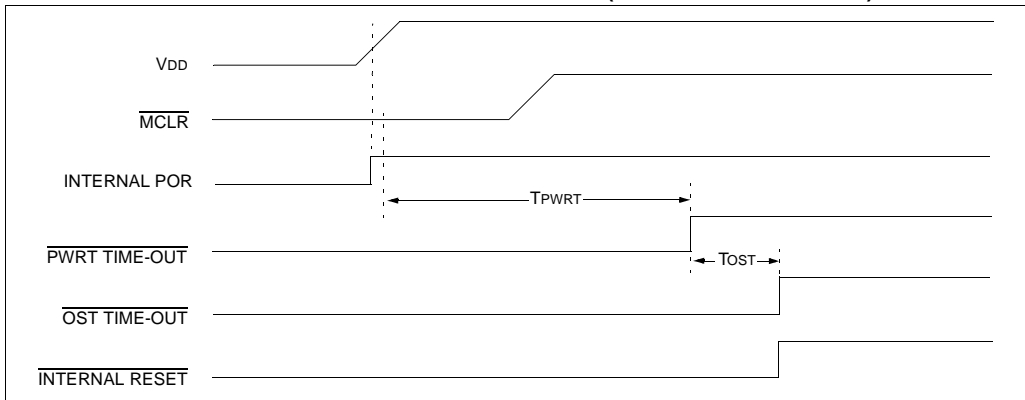 VDD
MCLR
INTERNAL POR
TPWRT
PWRT TIME-OUT
TOST
OST TIME-OUT
INTERNAL RESET